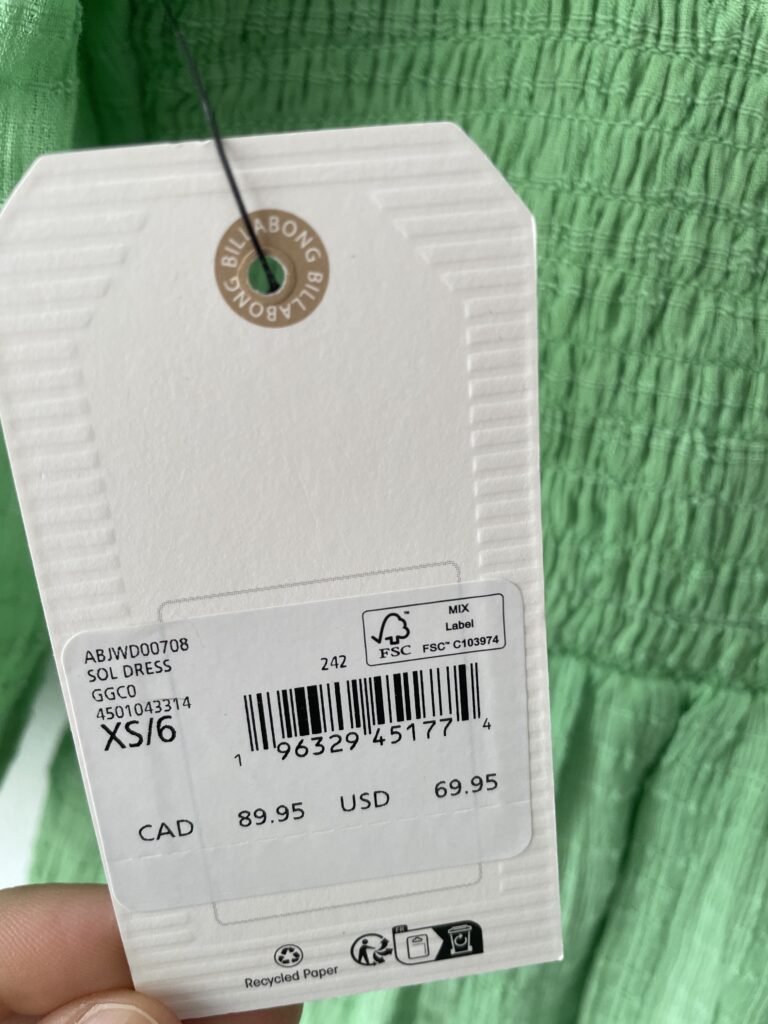 BILLABONG BILLABONG
ABJWD00708
SOL DRESS
GGC0
4501043314
XS/6
242
FSC™
MIX
Label
FSC™ C103974
1 96329 45177 4
CAD 89.95 USD 69.95
Recycled Paper
FR